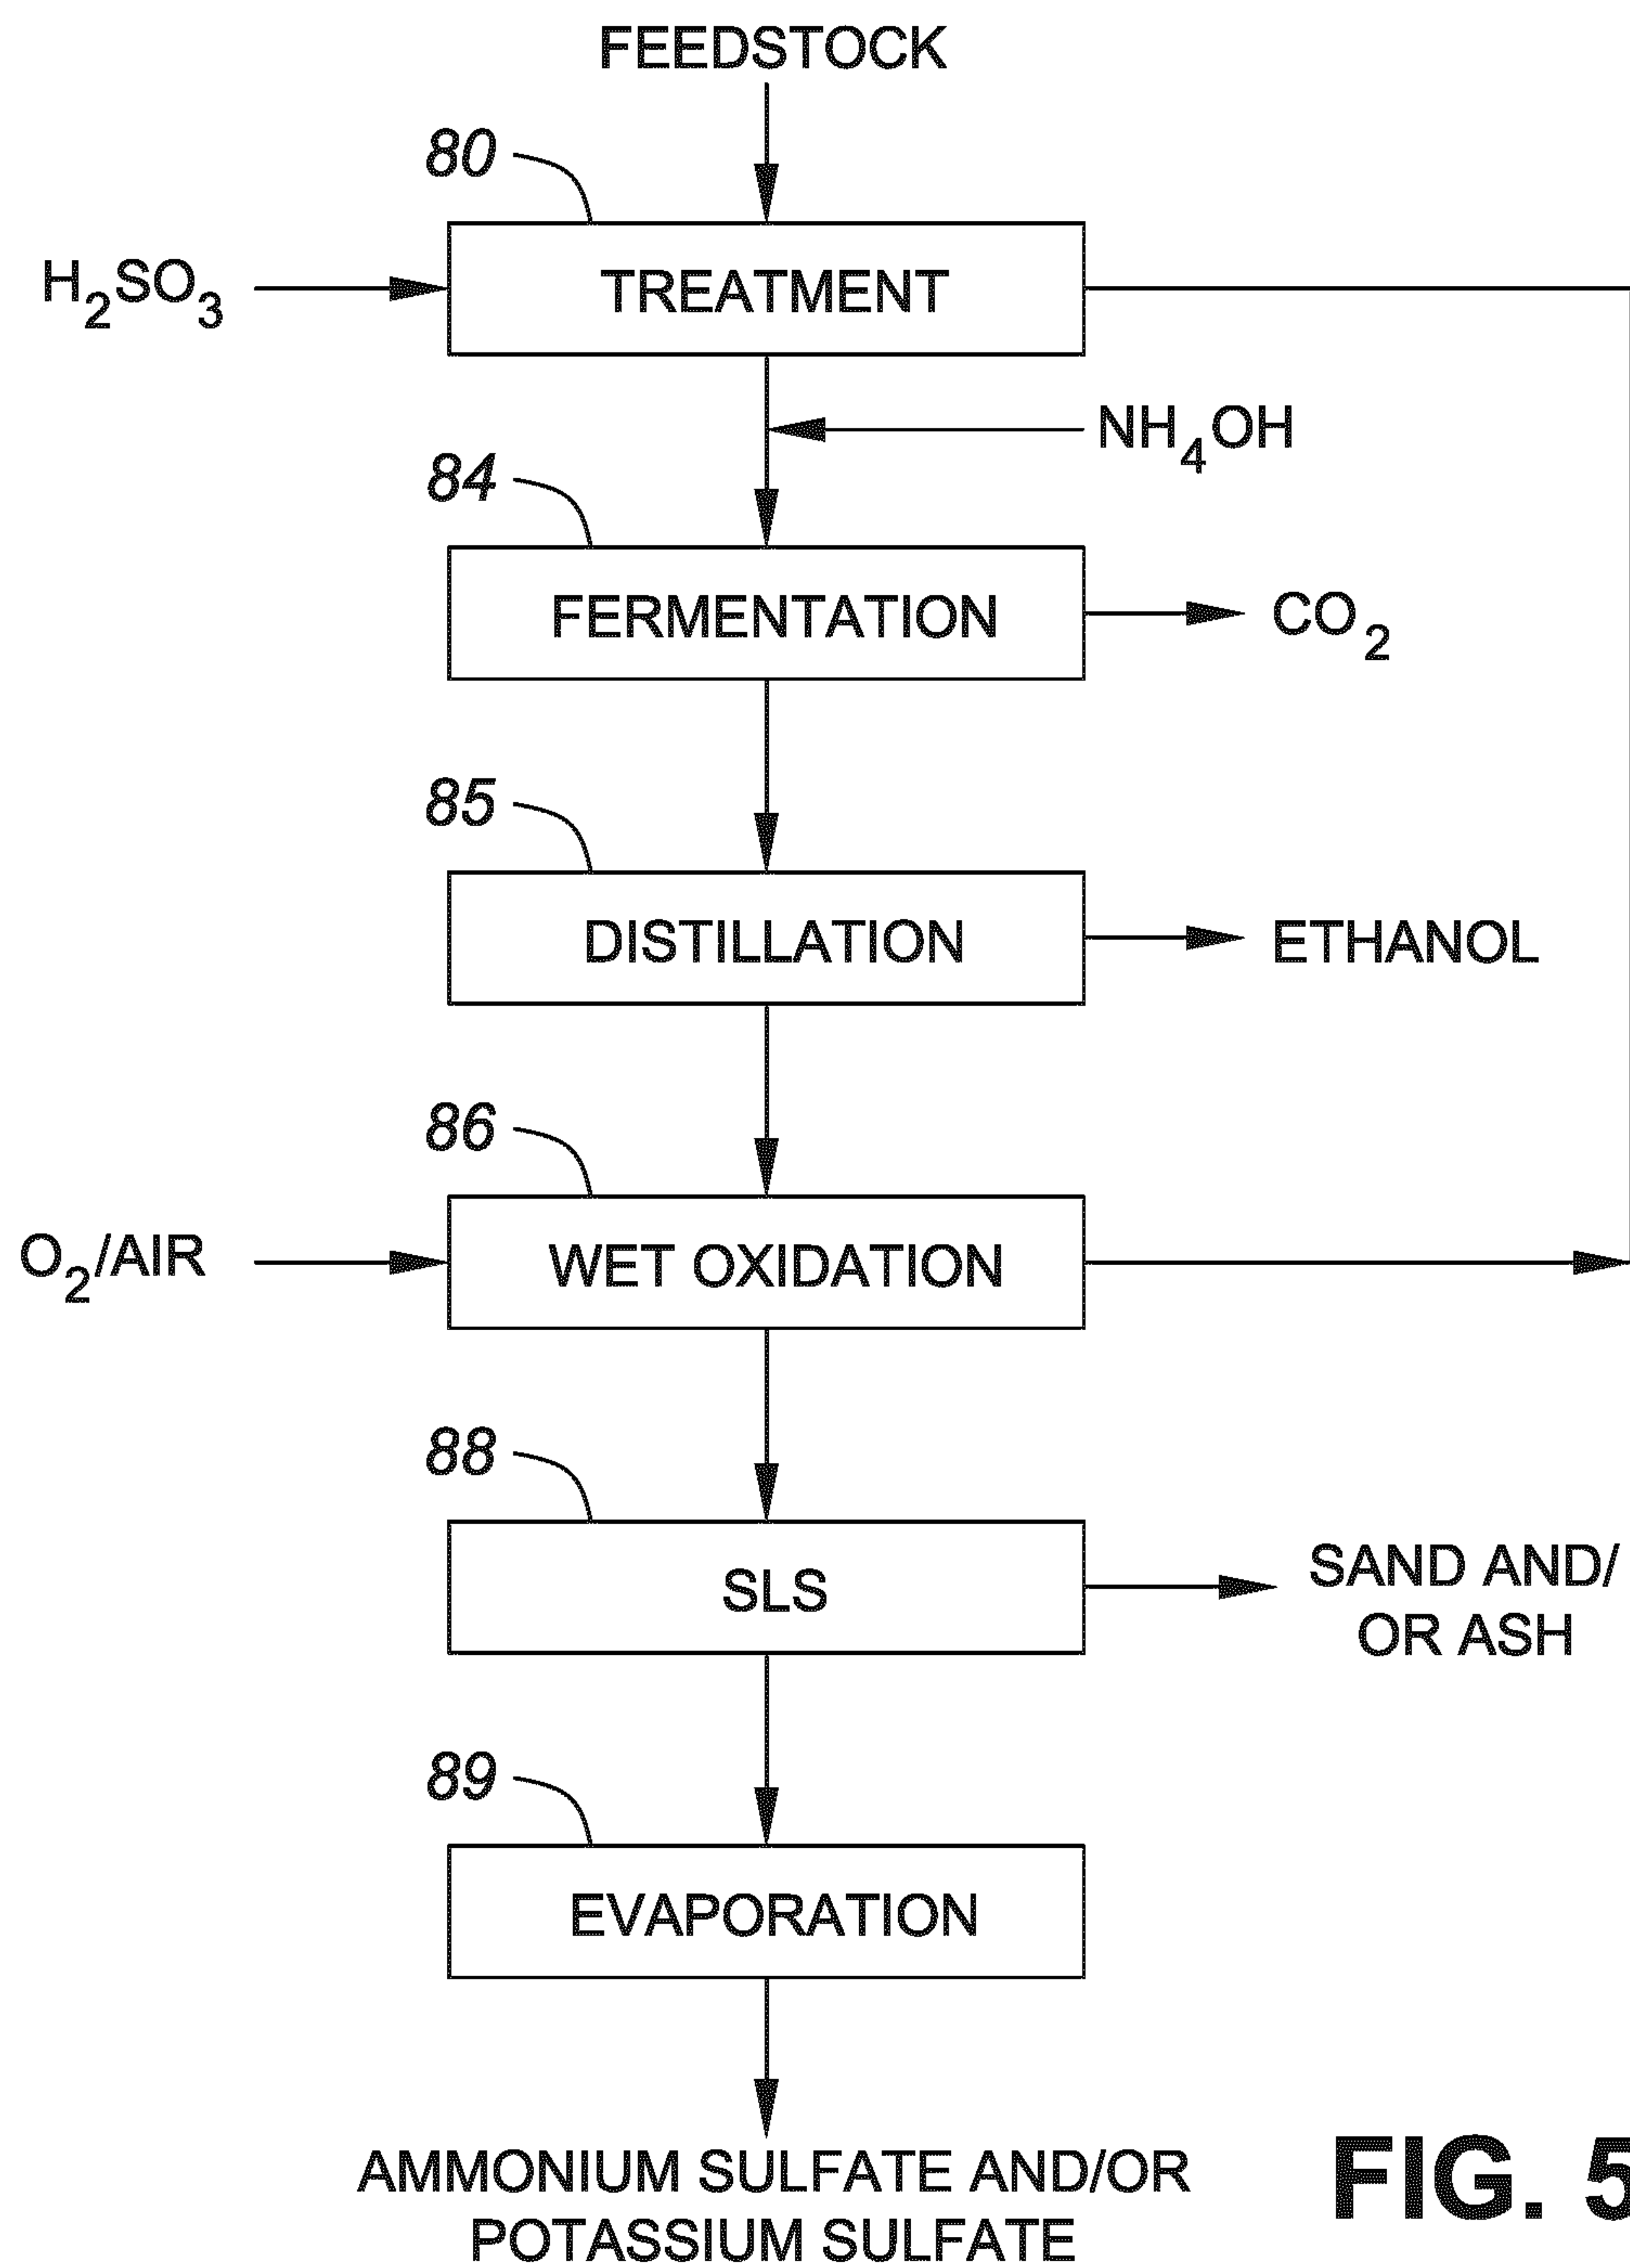 FEEDSTOCK
80
H₂SO₃
TREATMENT
NH₄OH
84
FERMENTATION
CO₂
85
DISTILLATION
ETHANOL
86
O₂/AIR
WET OXIDATION
88
SLS
SAND AND/
OR ASH
89
EVAPORATION
AMMONIUM SULFATE AND/OR
POTASSIUM SULFATE
FIG. 5